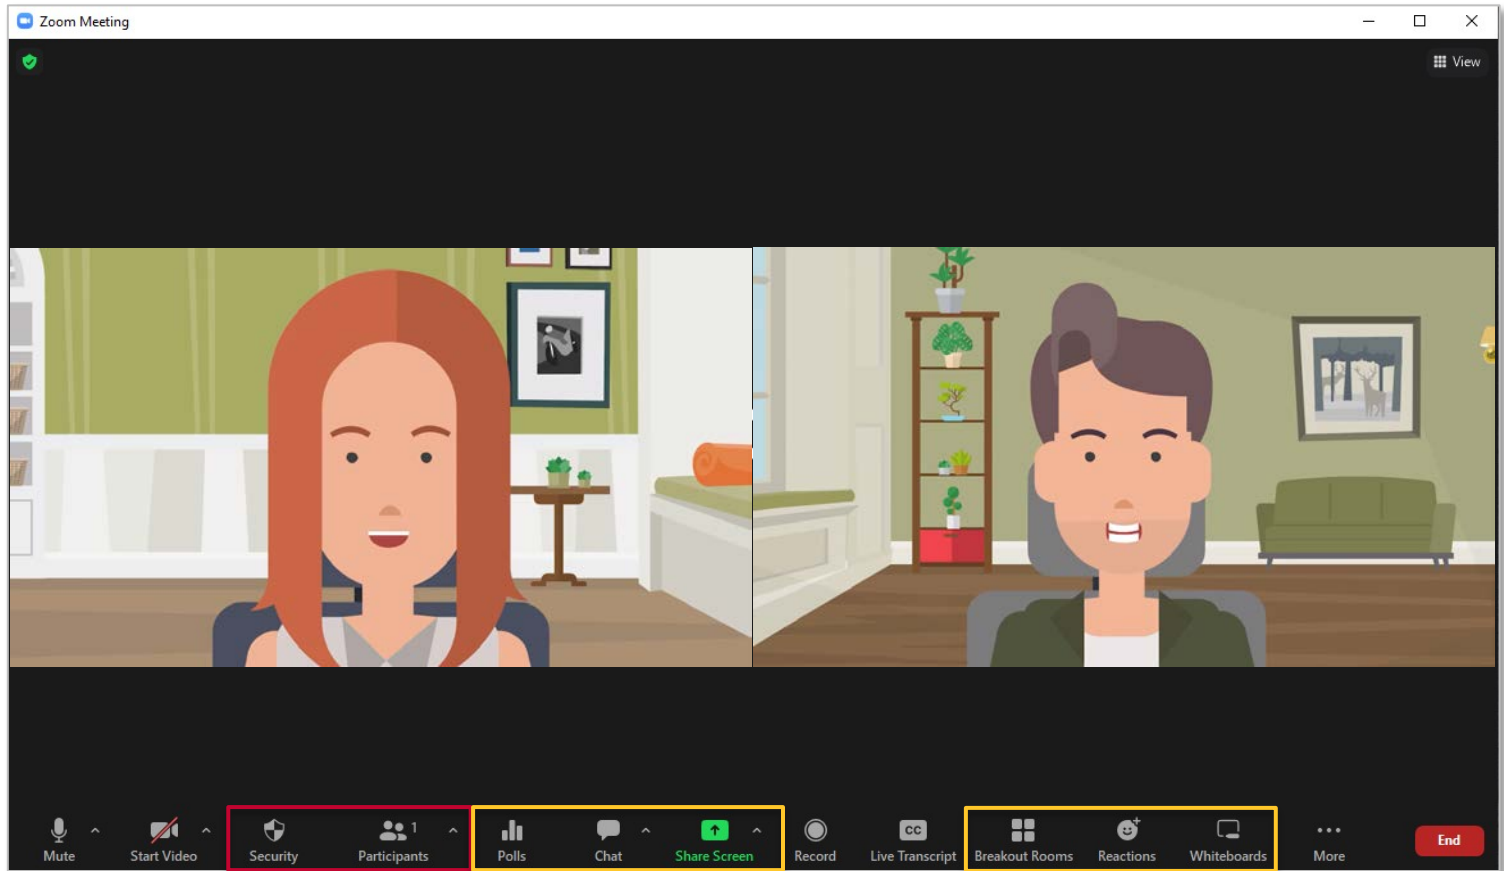 Zoom Meeting
View
1
Mute
Start Video
Security
Participants
Polls
Chat
Share Screen
Record
CC
Live Transcript
Breakout Rooms
Reactions
Whiteboards
More
End